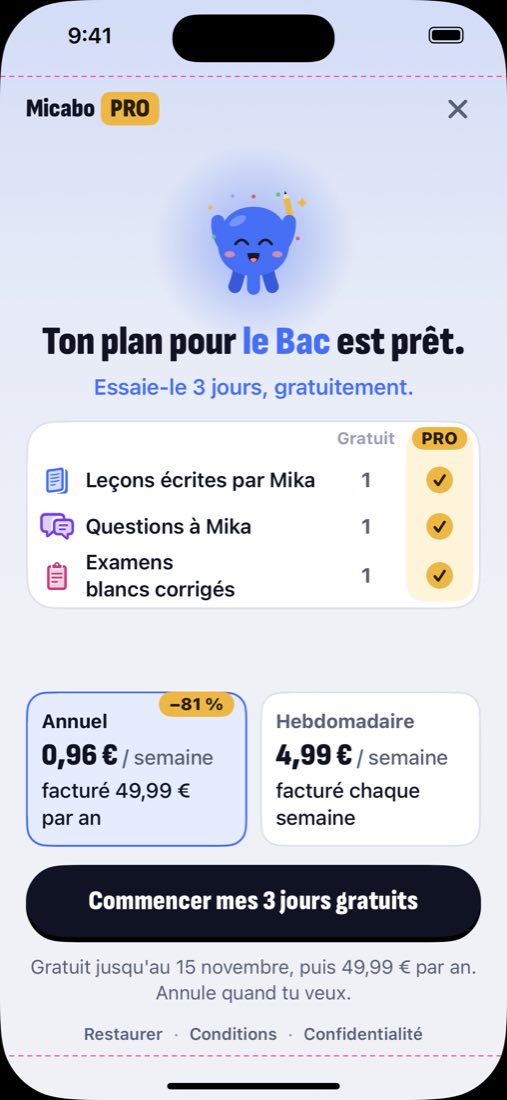 9:41
Micabo PRO
Ton plan pour le Bac est prêt.
Essaie-le 3 jours, gratuitement.
Gratuit PRO
Leçons écrites par Mika 1
Questions à Mika 1
Examens
blancs corrigés 1
−81 %
Annuel
0,96 € / semaine
facturé 49,99 €
par an
Hebdomadaire
4,99 € / semaine
facturé chaque
semaine
Commencer mes 3 jours gratuits
Gratuit jusqu'au 15 novembre, puis 49,99 € par an.
Annule quand tu veux.
Restaurer · Conditions · Confidentialité